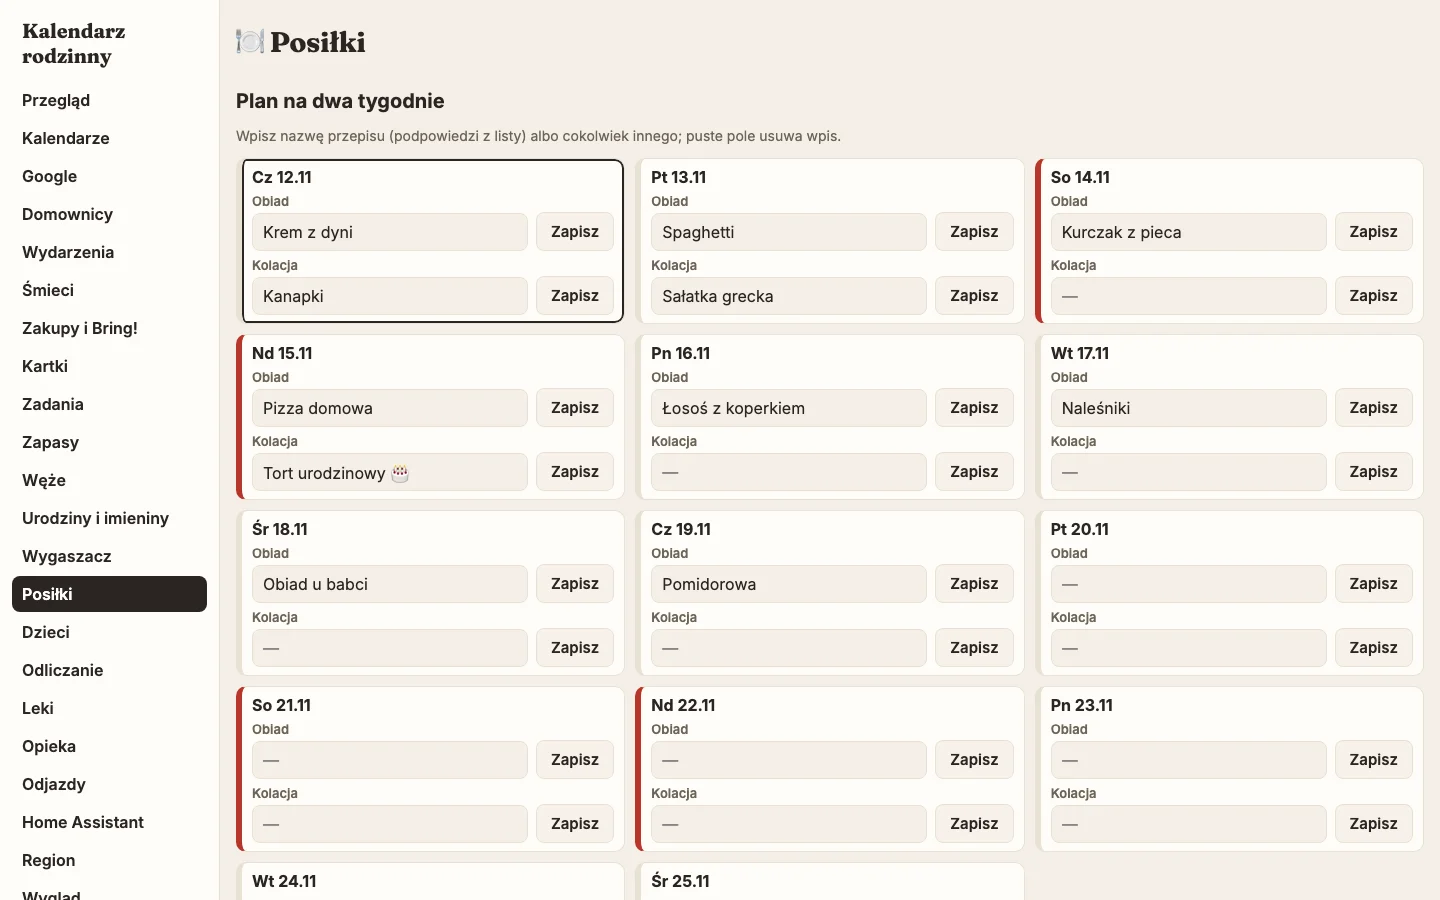 Kalendarz
rodzinny
Przegląd
Kalendarze
Google
Domownicy
Wydarzenia
Śmieci
Zakupy i Bring!
Kartki
Zadania
Zapasy
Węże
Urodziny i imieniny
Wygaszacz
Posiłki
Dzieci
Odliczanie
Leki
Opieka
Odjazdy
Home Assistant
Region
Wygląd
🍽️ Posiłki
Plan na dwa tygodnie
Wpisz nazwę przepisu (podpowiedzi z listy) albo cokolwiek innego; puste pole usuwa wpis.
Cz 12.11
Obiad
Krem z dyni Zapisz
Kolacja
Kanapki Zapisz
Pt 13.11
Obiad
Spaghetti Zapisz
Kolacja
Sałatka grecka Zapisz
So 14.11
Obiad
Kurczak z pieca Zapisz
Kolacja
— Zapisz
Nd 15.11
Obiad
Pizza domowa Zapisz
Kolacja
Tort urodzinowy 🎂 Zapisz
Pn 16.11
Obiad
Łosoś z koperkiem Zapisz
Kolacja
— Zapisz
Wt 17.11
Obiad
Naleśniki Zapisz
Kolacja
— Zapisz
Śr 18.11
Obiad
Obiad u babci Zapisz
Kolacja
— Zapisz
Cz 19.11
Obiad
Pomidorowa Zapisz
Kolacja
— Zapisz
Pt 20.11
Obiad
— Zapisz
Kolacja
— Zapisz
So 21.11
Obiad
— Zapisz
Kolacja
— Zapisz
Nd 22.11
Obiad
— Zapisz
Kolacja
— Zapisz
Pn 23.11
Obiad
— Zapisz
Kolacja
— Zapisz
Wt 24.11
Śr 25.11